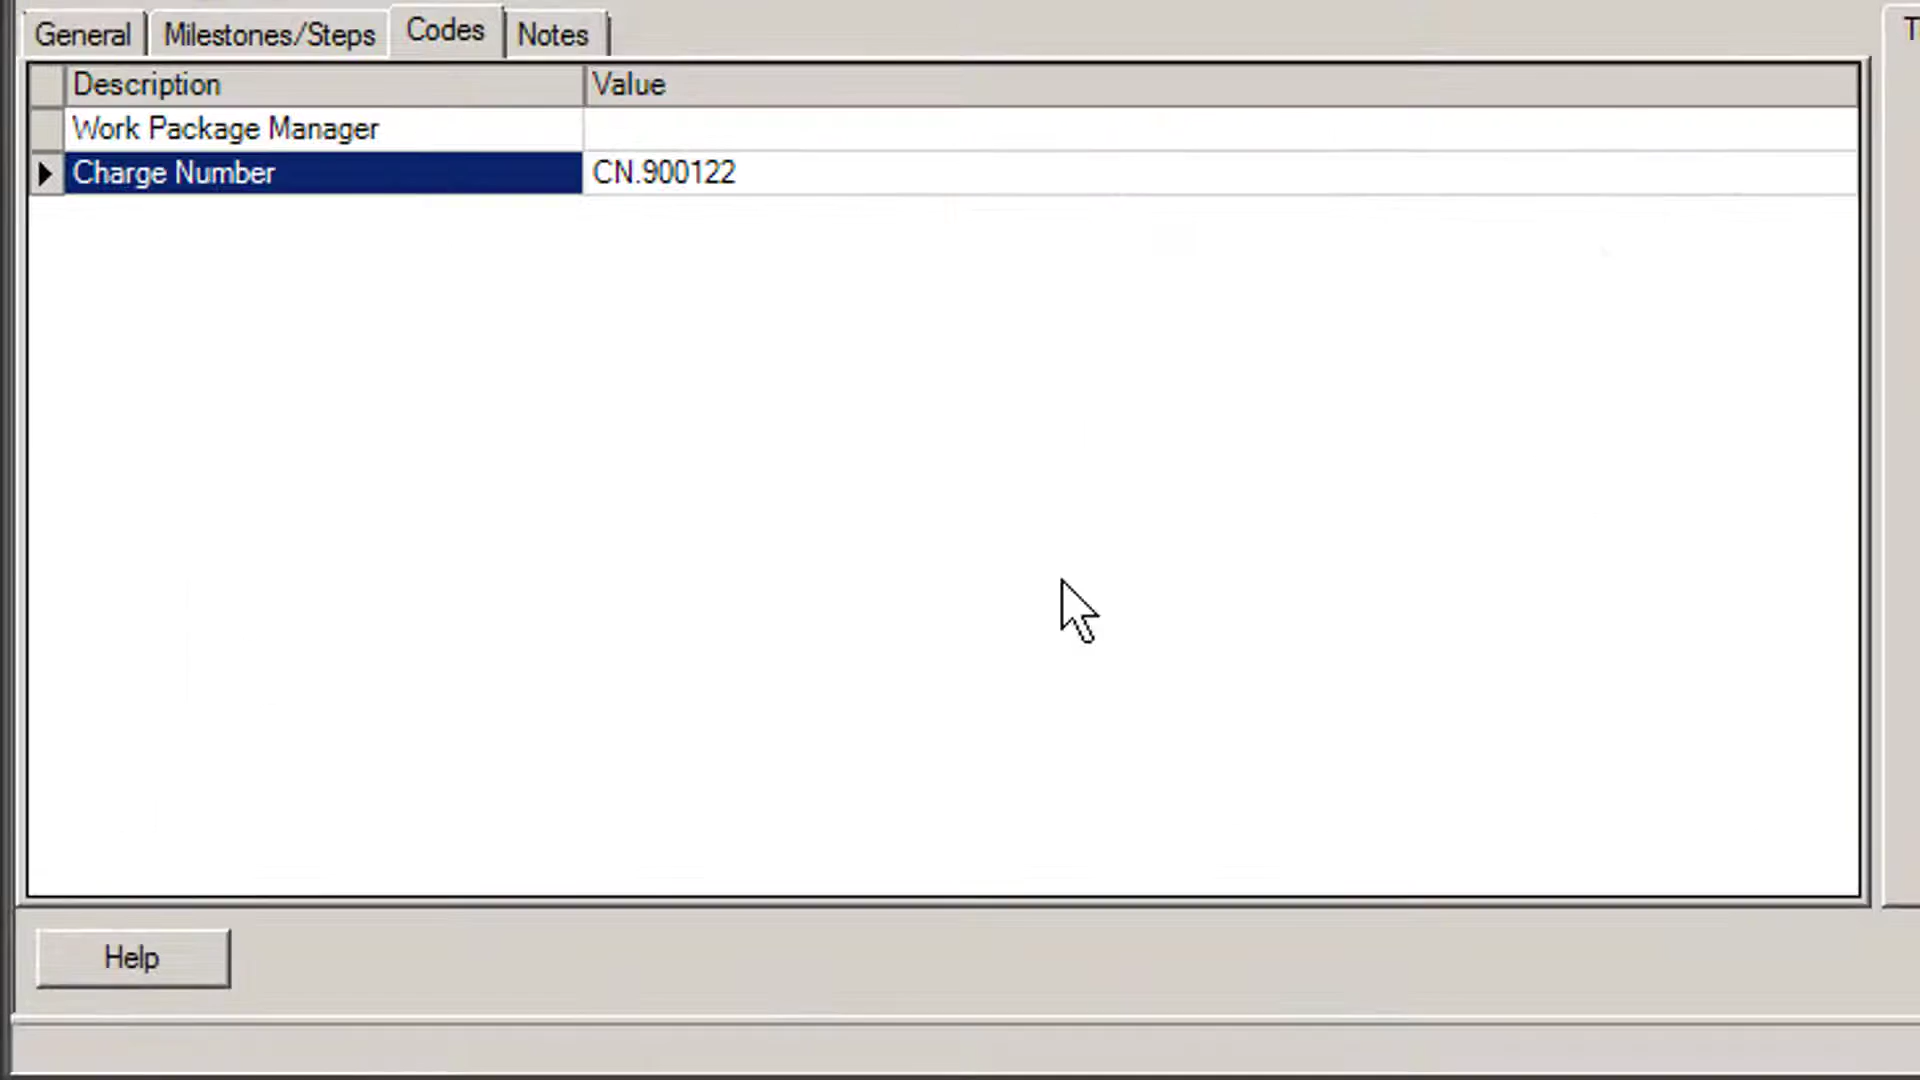 General Milestones/Steps Codes Notes
Description Value
Work Package Manager
Charge Number CN.900122
Help